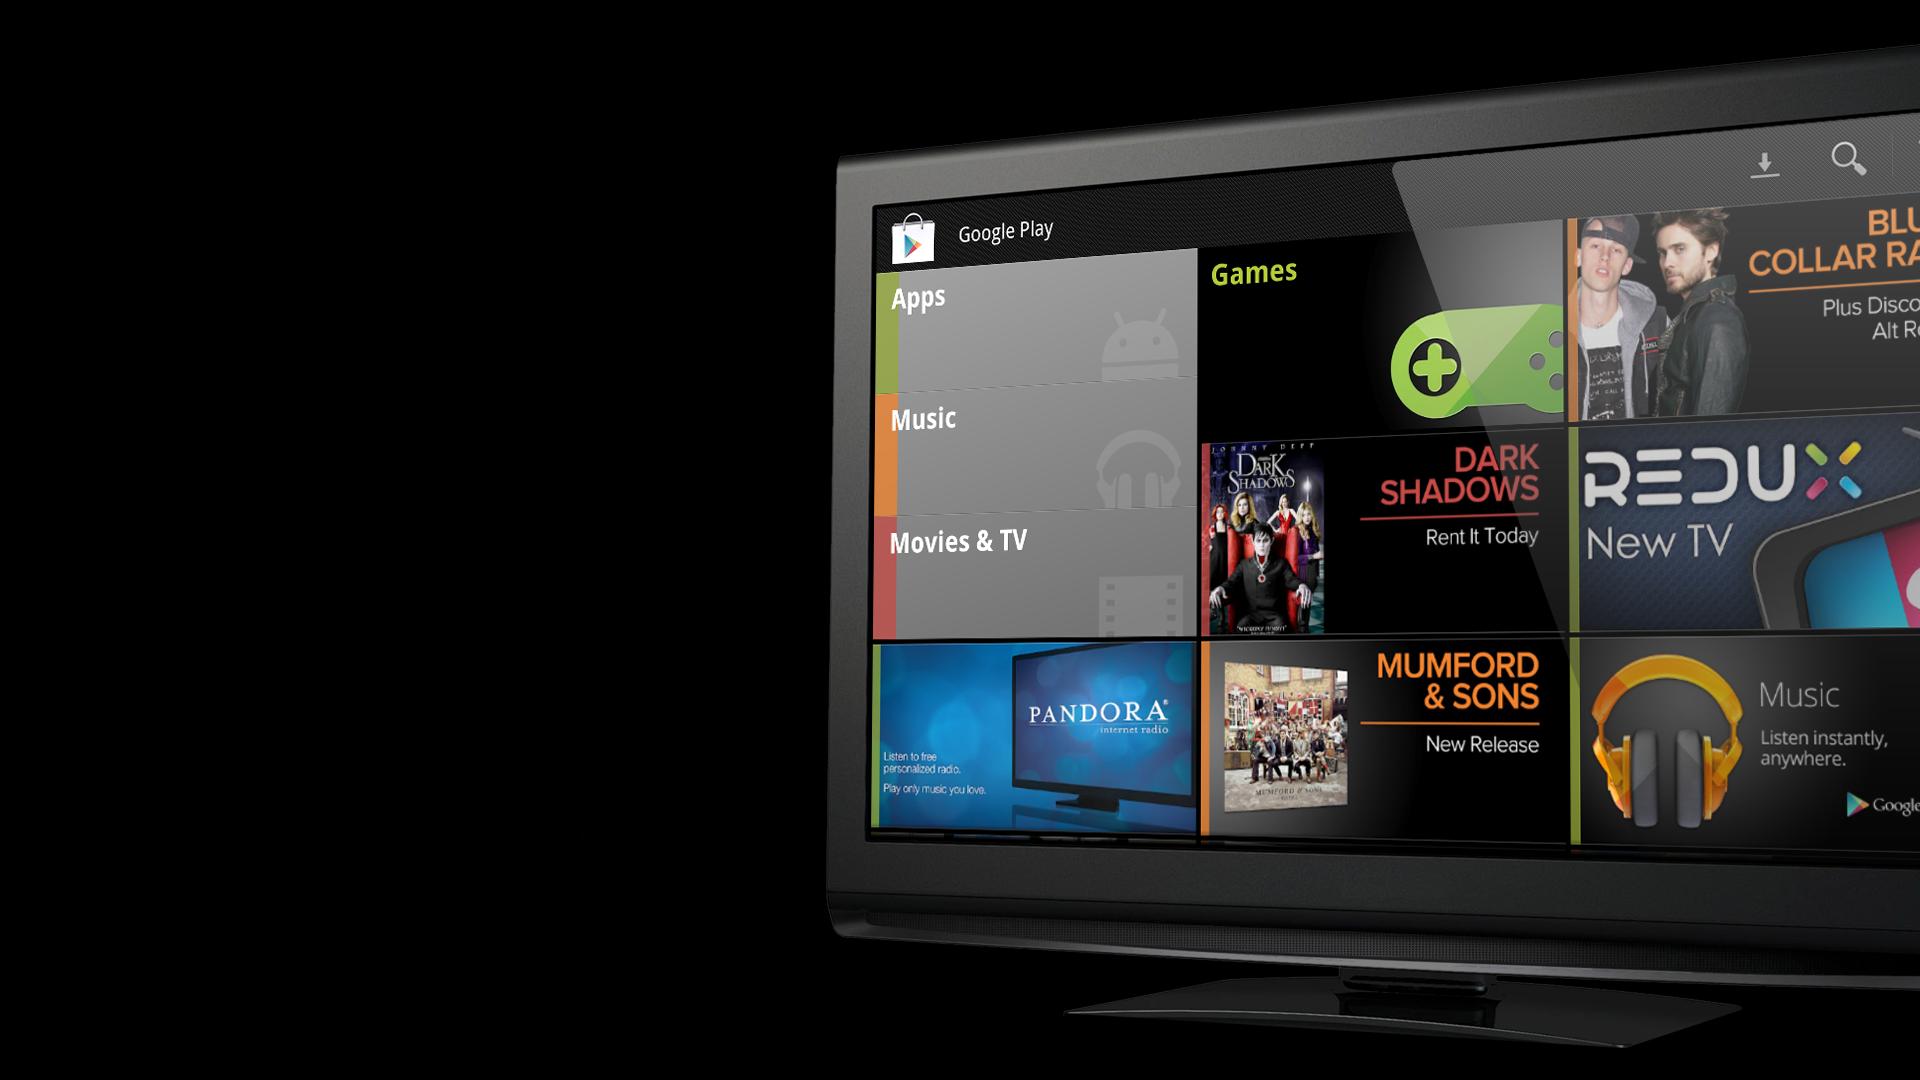 Google Play
Apps
Music
Movies & TV
Games
BLU
COLLAR RA
Plus Disco
Alt Ro
JOHNNY DEPP
DARK
SHADOWS
DARK
SHADOWS
Rent It Today
REDUX
New TV
PANDORA®
internet radio
Listen to free
personalized radio.
Play only music you love.
MUMFORD & SONS
MUMFORD
& SONS
New Release
Music
Listen instantly,
anywhere.
Google